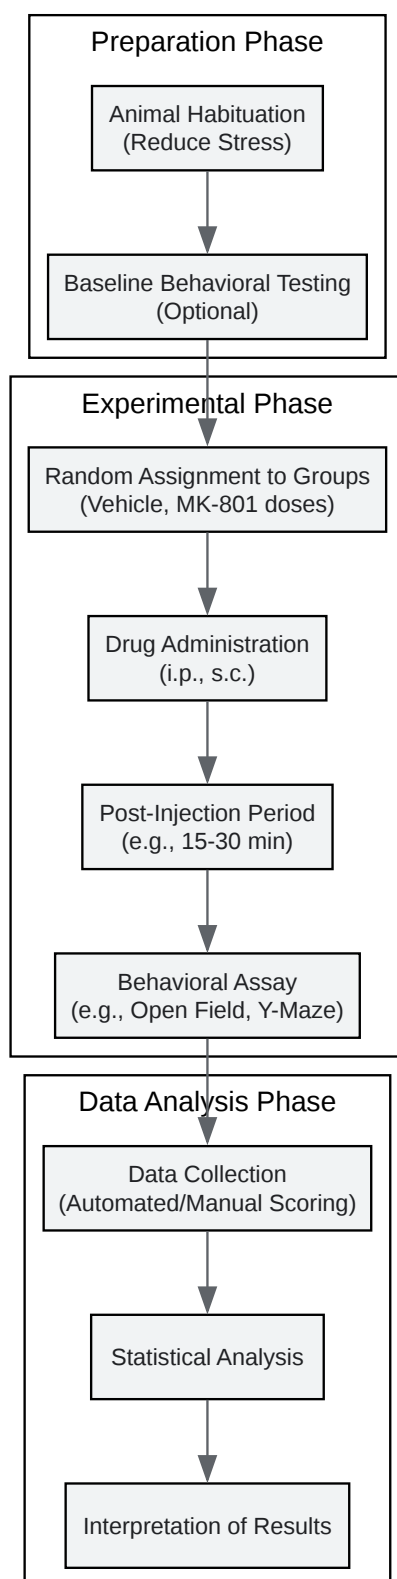 Preparation Phase
Animal Habituation
(Reduce Stress)
Baseline Behavioral Testing
(Optional)
Experimental Phase
Random Assignment to Groups
(Vehicle, MK-801 doses)
Drug Administration
(i.p., s.c.)
Post-Injection Period
(e.g., 15-30 min)
Behavioral Assay
(e.g., Open Field, Y-Maze)
Data Analysis Phase
Data Collection
(Automated/Manual Scoring)
Statistical Analysis
Interpretation of Results